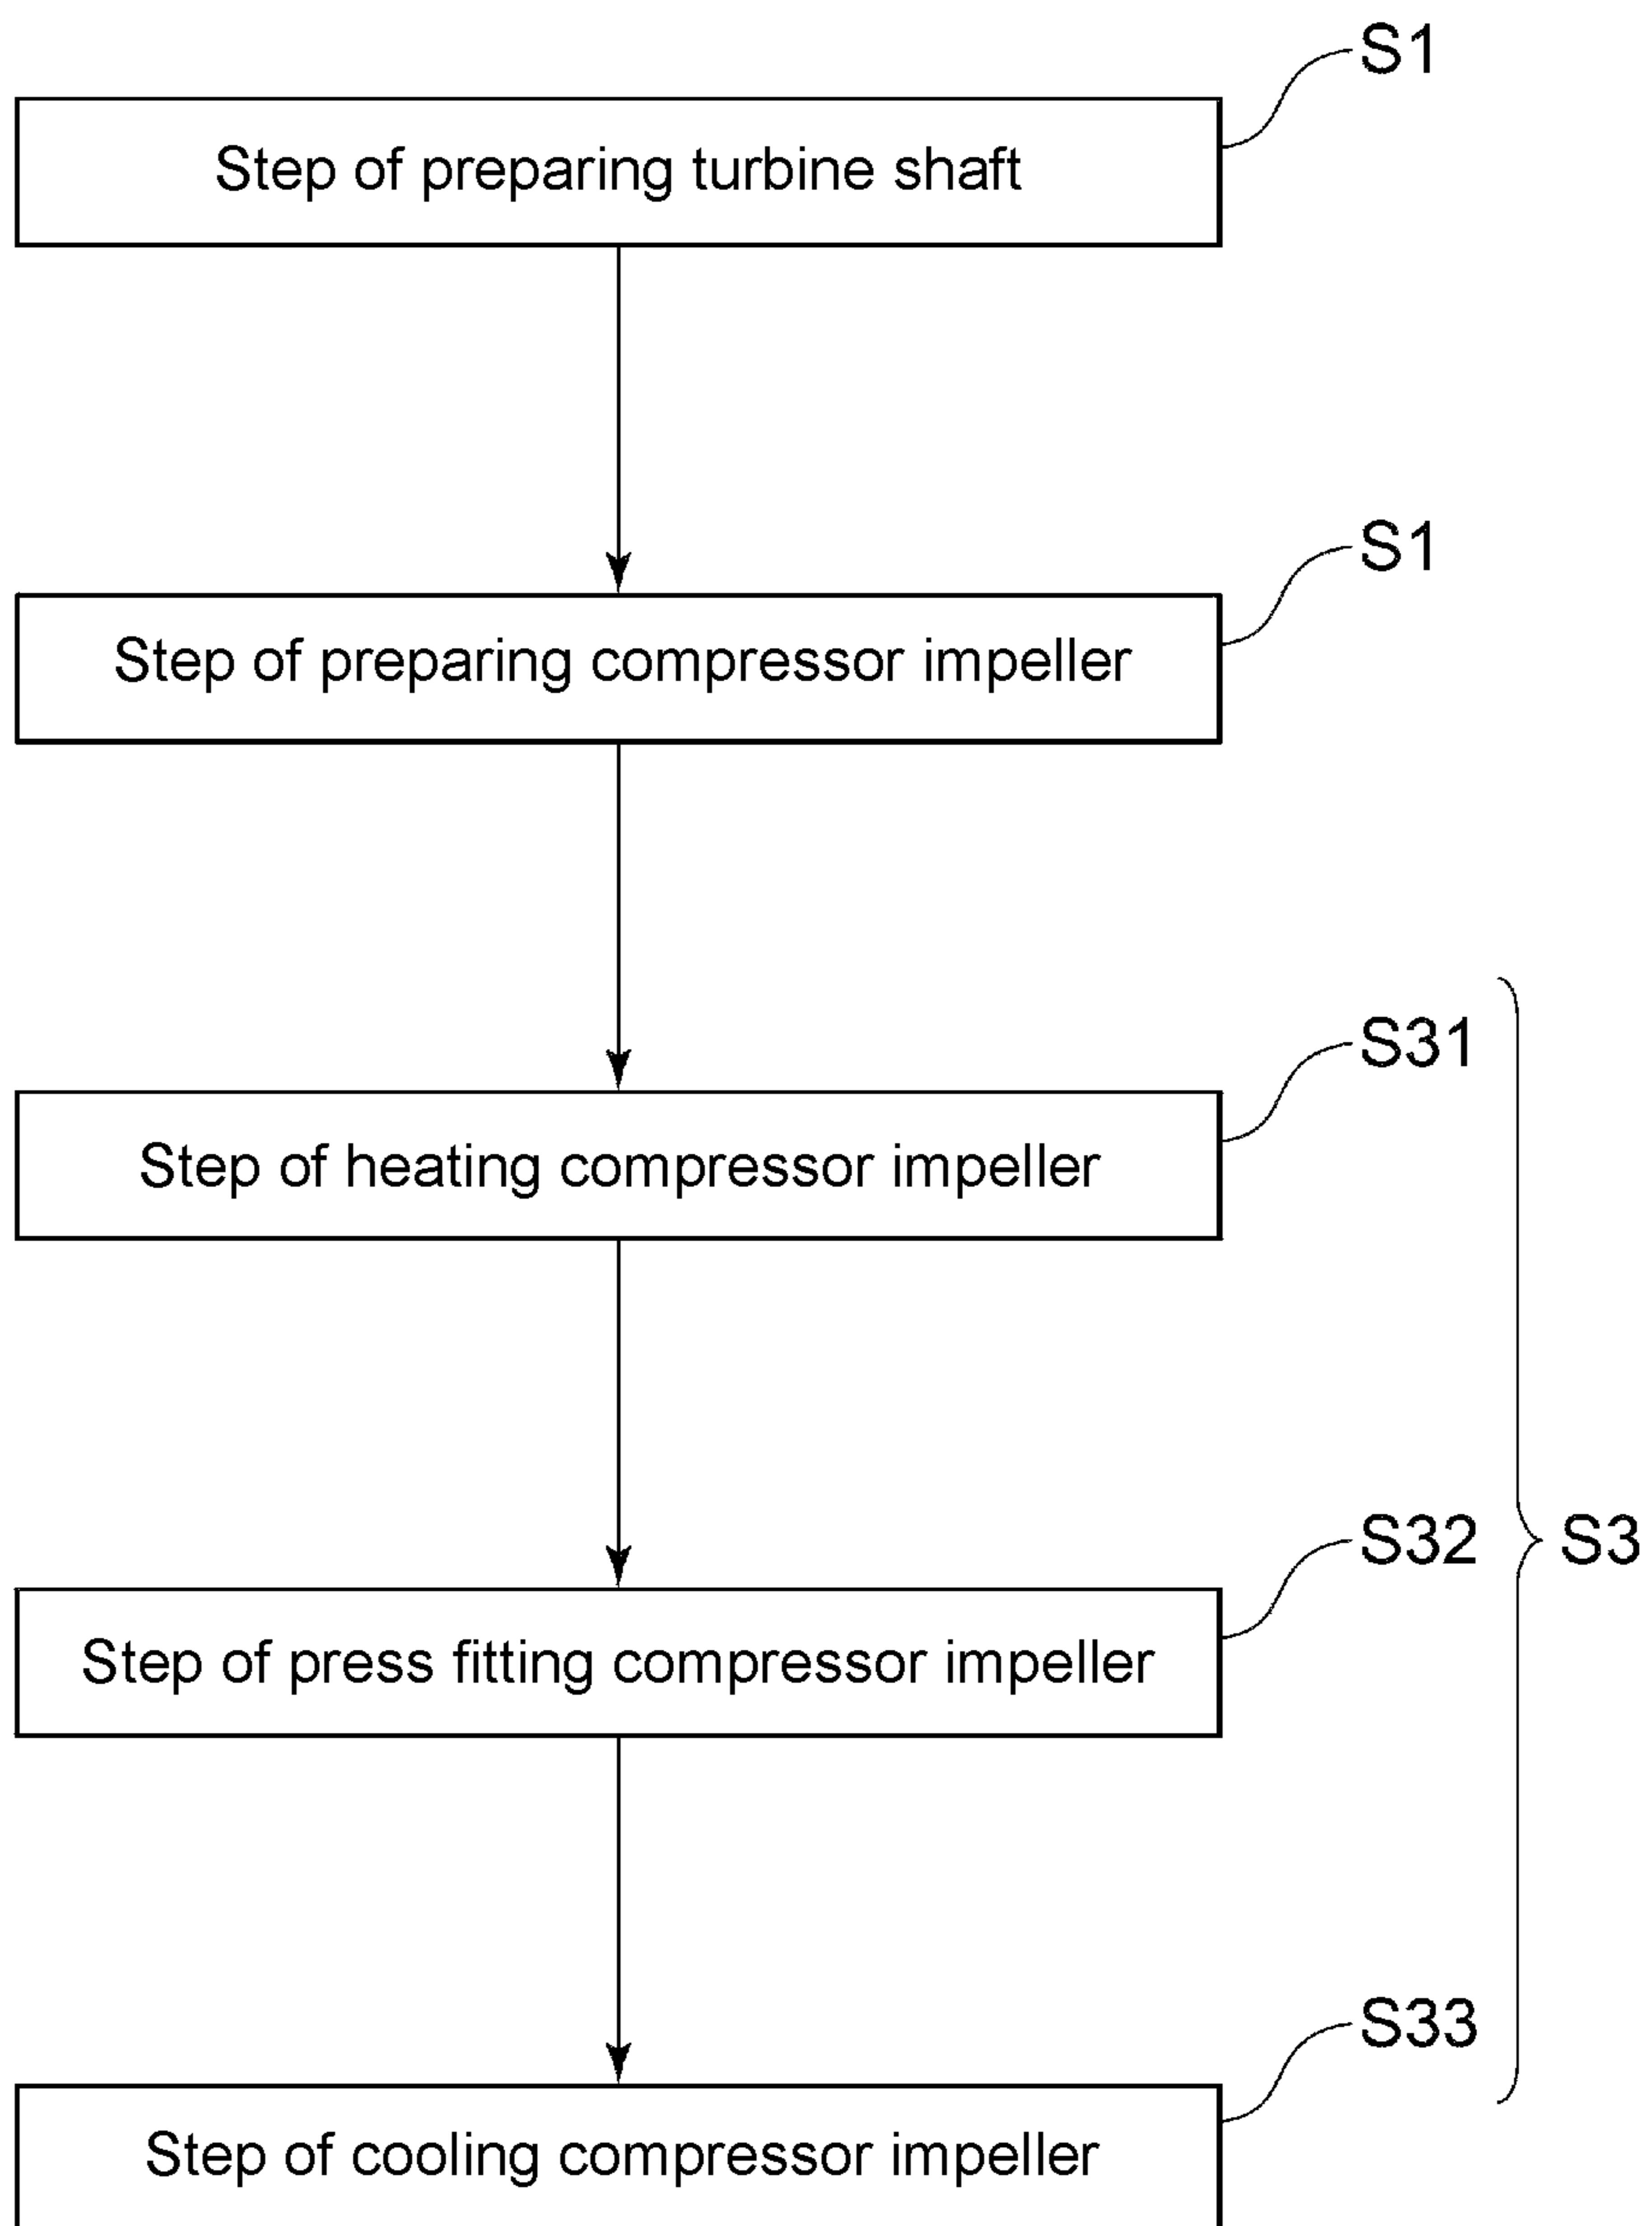 S1
Step of preparing turbine shaft
S1
Step of preparing compressor impeller
S31
Step of heating compressor impeller
S32
S3
Step of press fitting compressor impeller
S33
Step of cooling compressor impeller